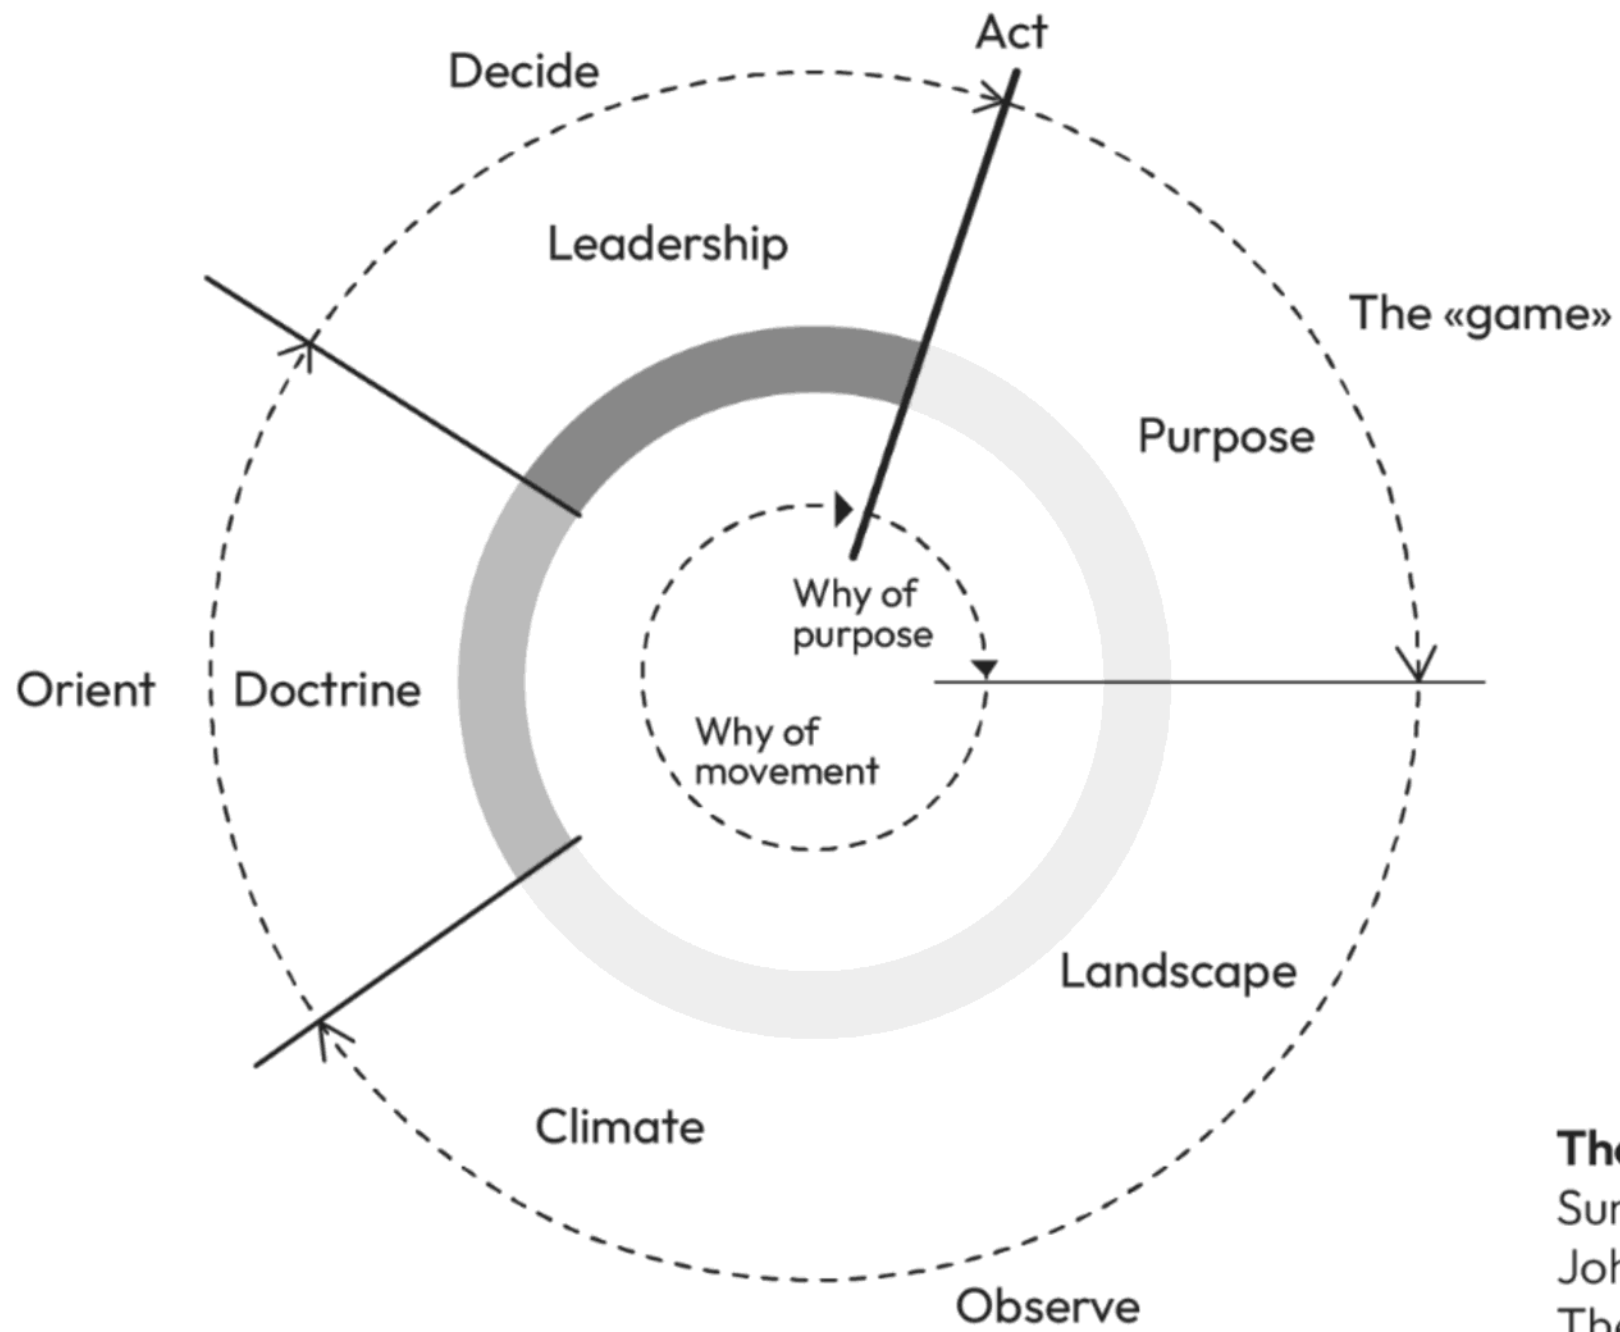 Act
Decide
Leadership
The «game»
Purpose
Why of
purpose
Orient
Doctrine
Why of
movement
Landscape
Climate
Observe